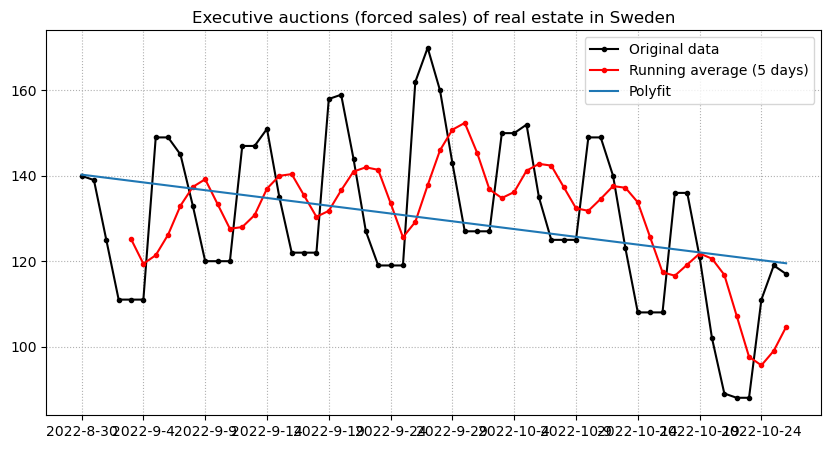 Executive auctions (forced sales) of real estate in Sweden
Original data
Running average (5 days)
Polyfit
160
140
120
100
2022-8-30 2022-9-4 2022-9-9 2022-9-14 2022-9-19 2022-9-24 2022-9-29 2022-10-4 2022-10-9 2022-10-14 2022-10-19 2022-10-24